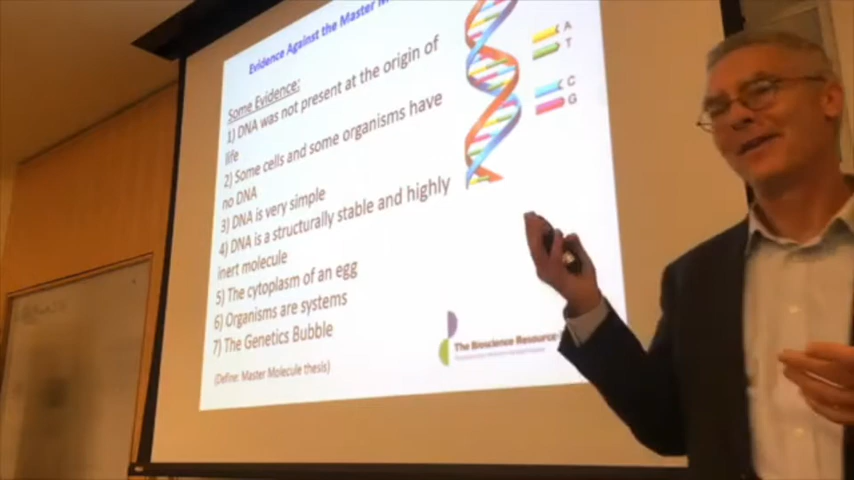 Evidence Against the Master
Some Evidence:
1) DNA was not present at the origin of
life
2) Some cells and some organisms have
no DNA
3) DNA is very simple
4) DNA is a structurally stable and highly
inert molecule
5) The cytoplasm of an egg
6) Organisms are systems
7) The Genetics Bubble
(Define: Master Molecule thesis)
A
T
C
G
The Bioscience Resource